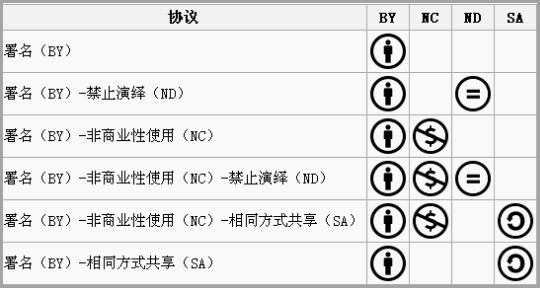 协议 BY NC ND SA
署名（BY）
署名（BY）-禁止演绎（ND）
署名（BY）-非商业性使用（NC）
署名（BY）-非商业性使用（NC）-禁止演绎（ND）
署名（BY）-非商业性使用（NC）-相同方式共享（SA）
署名（BY）-相同方式共享（SA）